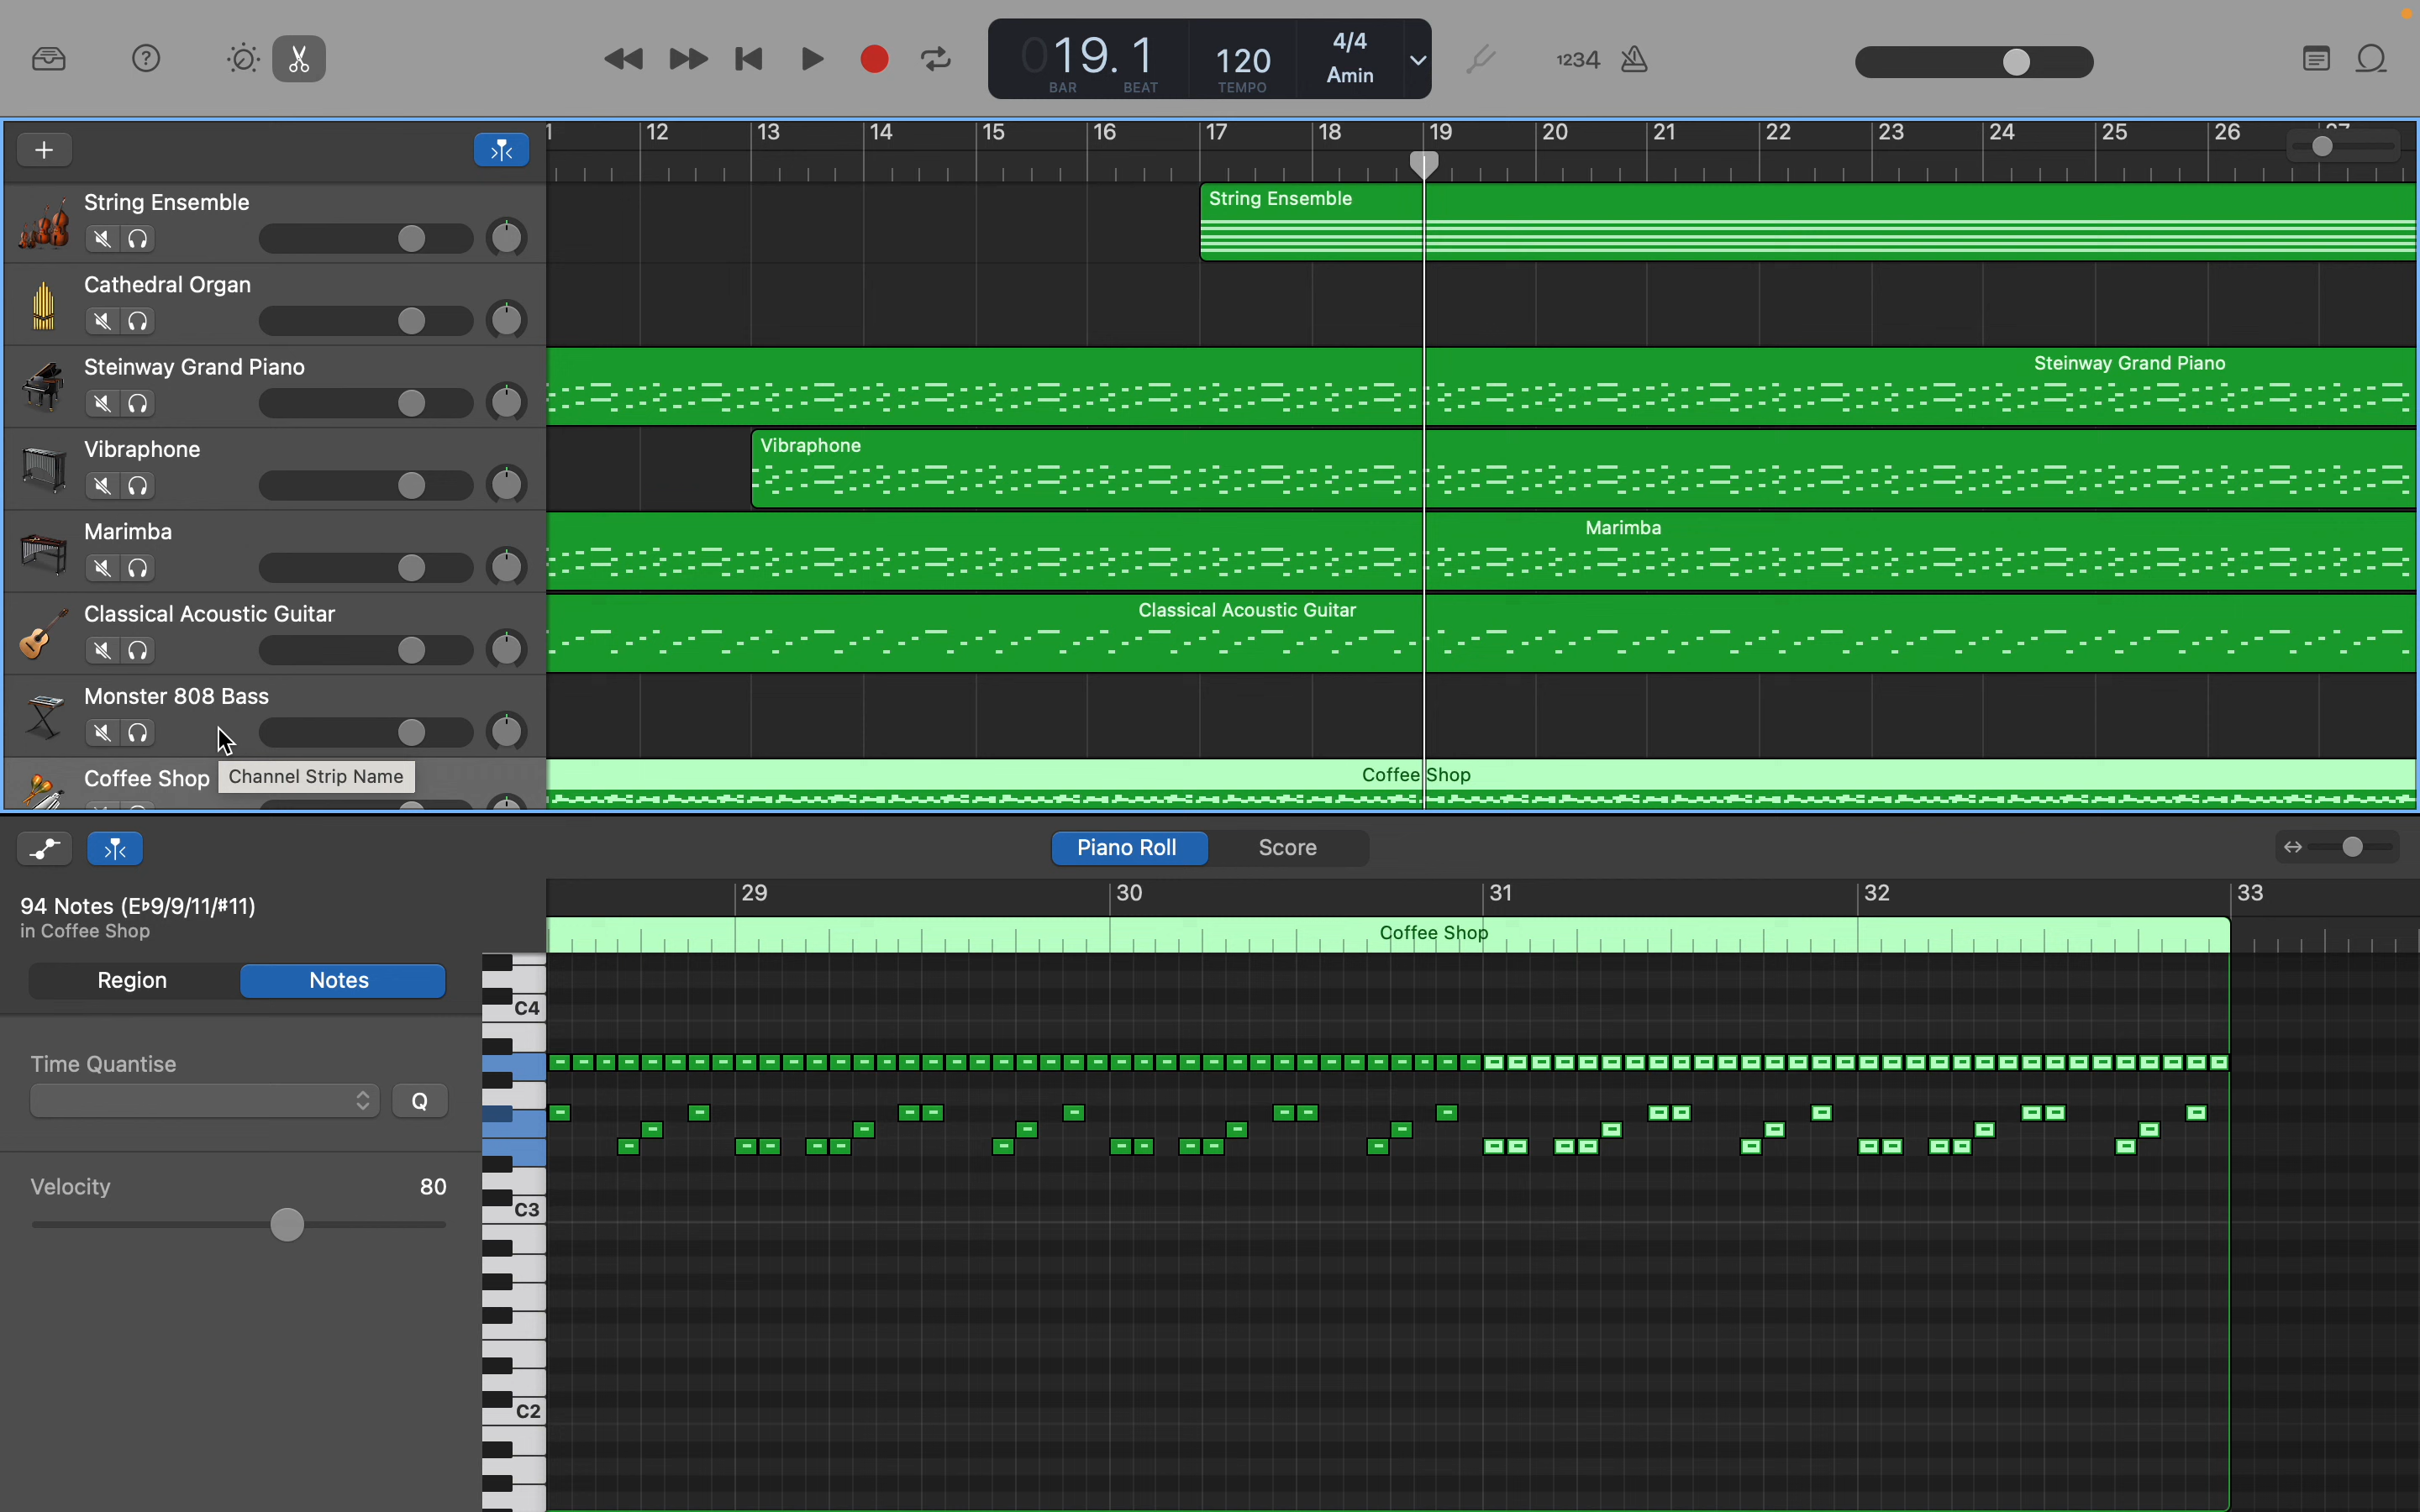 019. 1
BAR
BEAT
120
TEMPO
4/4
Amin
1234
1
12
13
14
15
16
17
18
19
20
21
22
23
24
25
26
String Ensemble
String Ensemble
Cathedral Organ
Steinway Grand Piano
Steinway Grand Piano
Vibraphone
Vibraphone
Marimba
Marimba
Classical Acoustic Guitar
Classical Acoustic Guitar
Monster 808 Bass
Coffee Shop
Channel Strip Name
Coffee Shop
Piano Roll
Score
94 Notes (E♭9/9/11/#11)
in Coffee Shop
29
30
31
32
33
Coffee Shop
Region
Notes
Time Quantise
Q
Velocity
80
C4
C3
C2